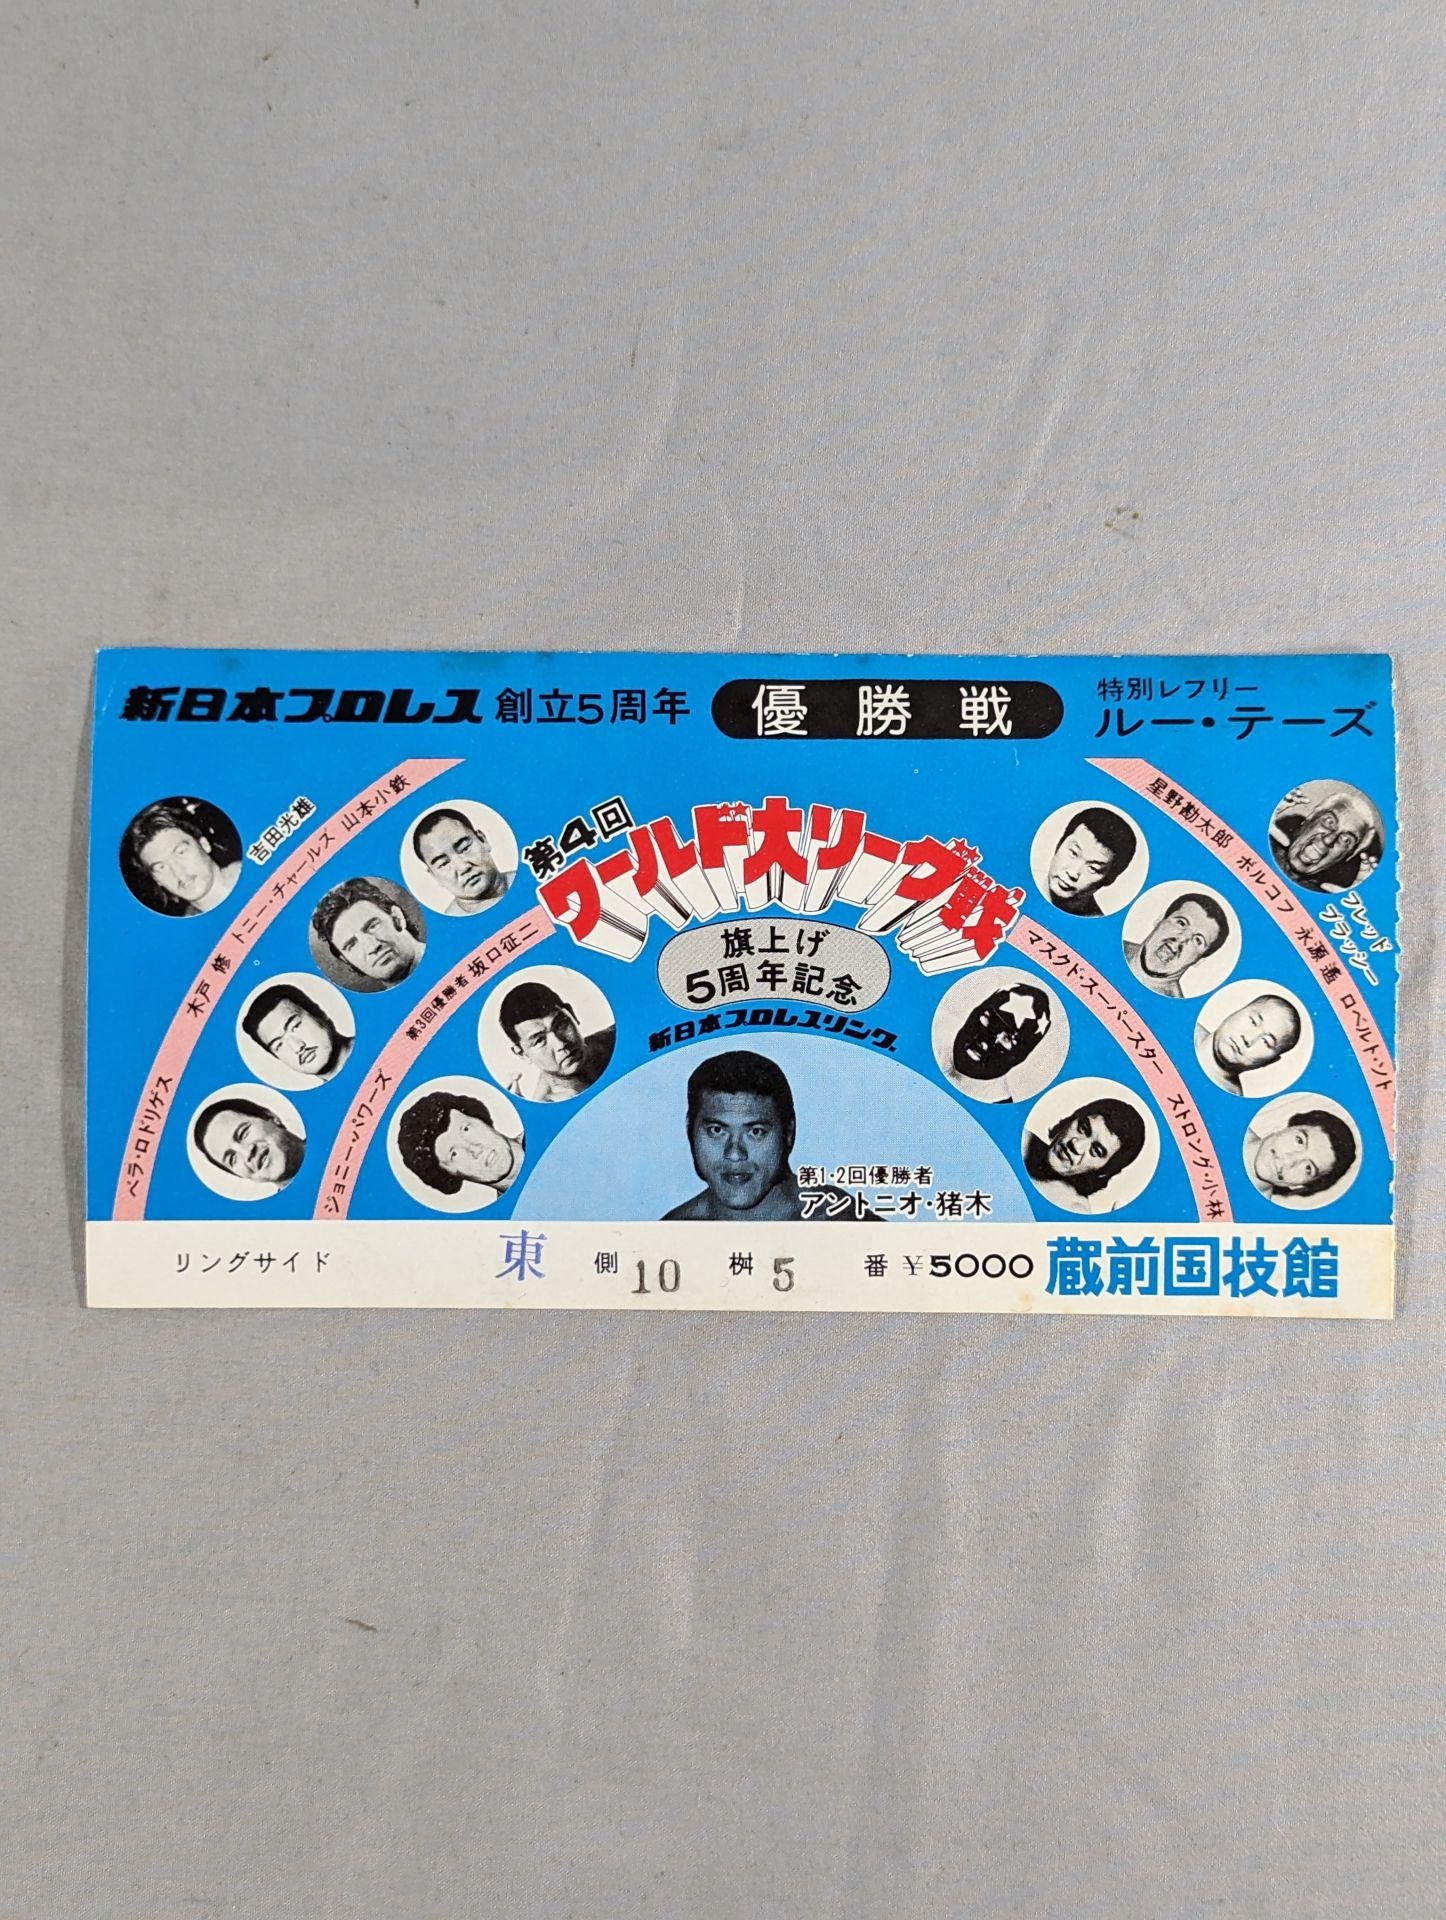 新日本プロレス 創立5周年 優勝戦 特別レフリー
ルー・テーズ
吉田光雄
ペラ・ロドリゲス 木戸 修 トニー・チャールス 山本小鉄
ジョニー・パワーズ 第3回優勝者 坂口征二
第4回
ワールド大リーグ戦
旗上げ
5周年記念
新日本プロレスリング
第1・2回優勝者
アントニオ・猪木
マスクド・スーパースター ストロング・小林
星野勘太郎 ボルコフ 永源遥 ロベルト・ソト
フレッド
ブラッシー
リングサイド 東 側 10 桝 5 番 ¥5000 蔵前国技館